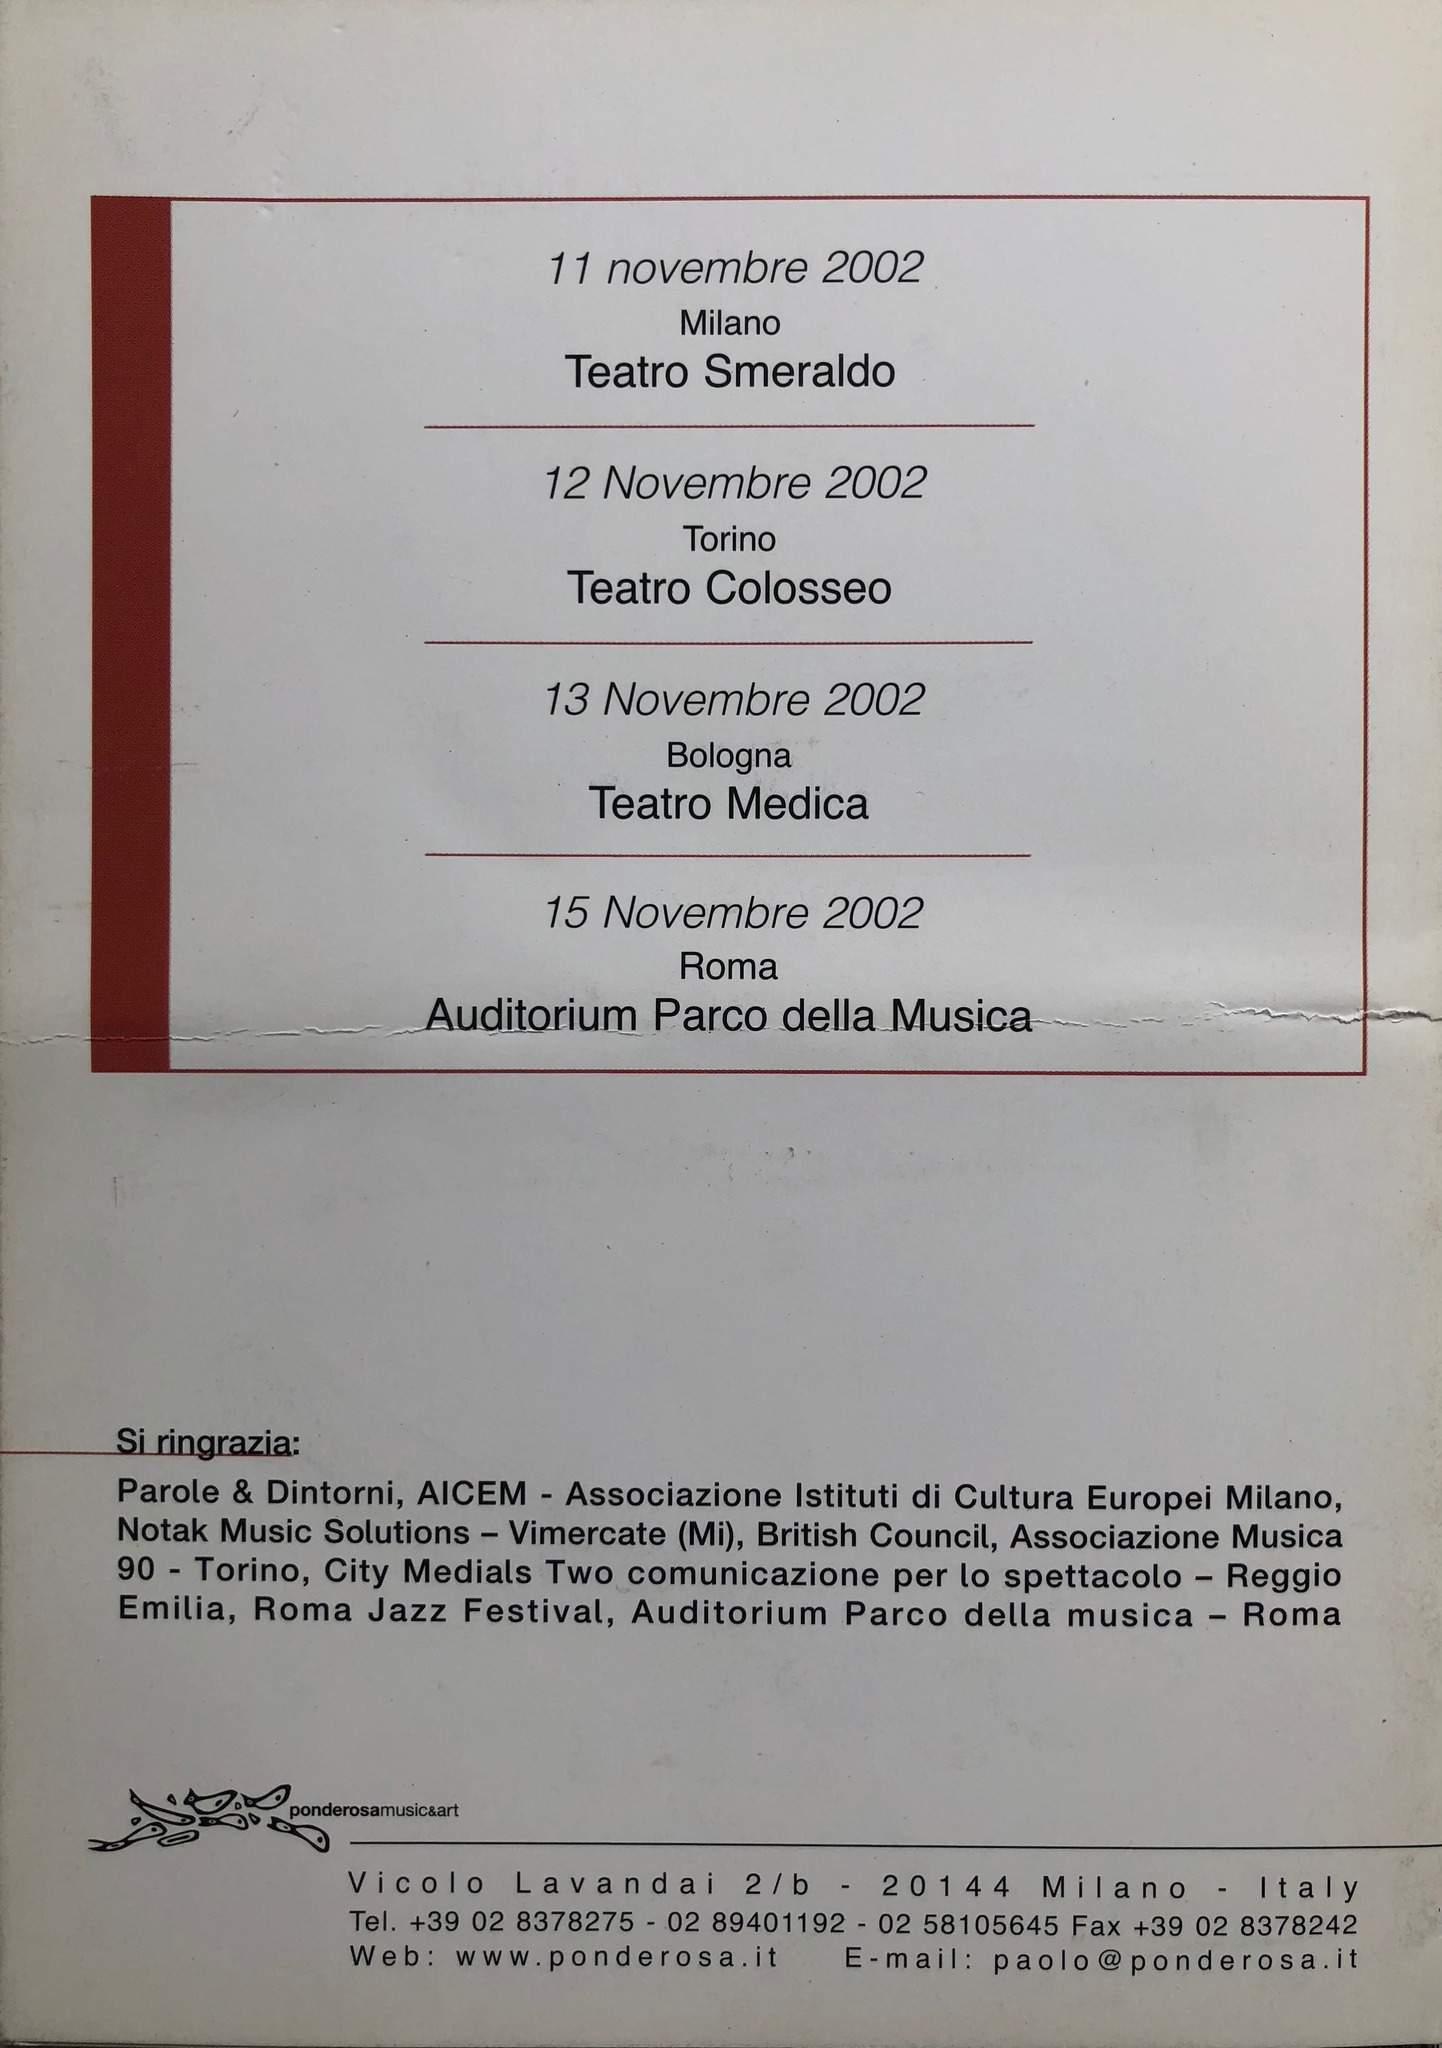 11 novembre 2002
Milano
Teatro Smeraldo
12 Novembre 2002
Torino
Teatro Colosseo
13 Novembre 2002
Bologna
Teatro Medica
15 Novembre 2002
Roma
Auditorium Parco della Musica
Si ringrazia:
Parole & Dintorni, AICEM - Associazione Istituti di Cultura Europei Milano,
Notak Music Solutions – Vimercate (Mi), British Council, Associazione Musica
90 - Torino, City Medials Two comunicazione per lo spettacolo – Reggio
Emilia, Roma Jazz Festival, Auditorium Parco della musica – Roma
ponderosamusic&art
Vicolo Lavandai 2/b - 20144 Milano - Italy
Tel. +39 02 8378275 - 02 89401192 - 02 58105645 Fax +39 02 8378242
Web: www.ponderosa.it E-mail: paolo@ponderosa.it